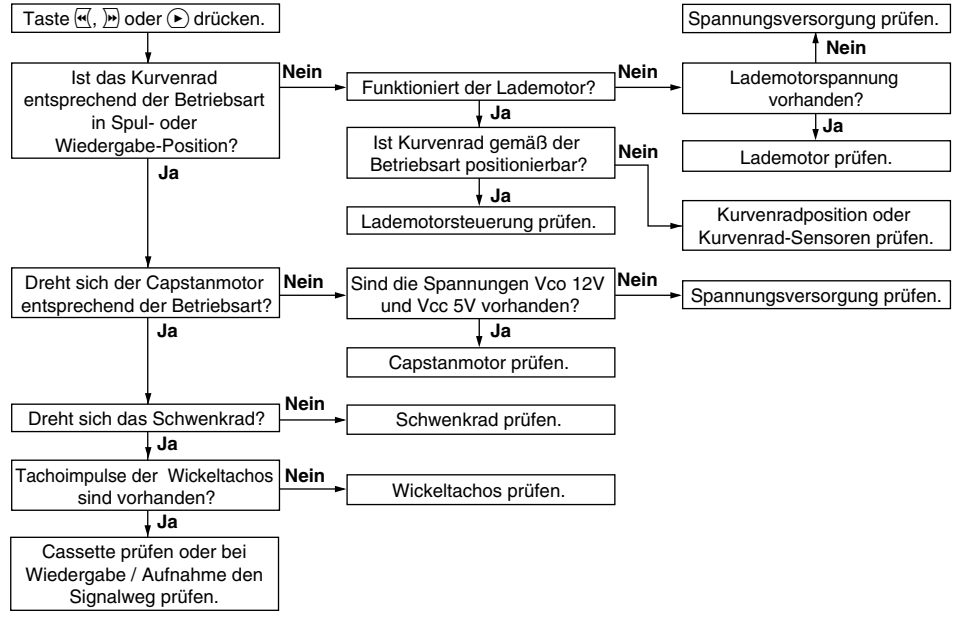 Taste ⏪, ⏩ oder ▶ drücken.
Spannungsversorgung prüfen.
Nein
Ist das Kurvenrad
entsprechend der Betriebsart
in Spul- oder
Wiedergabe-Position?
Nein
Funktioniert der Lademotor?
Nein
Lademotorspannung
vorhanden?
Ja
Ja
Ist Kurvenrad gemäß der
Betriebsart positionierbar?
Nein
Lademotor prüfen.
Ja
Ja
Lademotorsteuerung prüfen.
Kurvenradposition oder
Kurvenrad-Sensoren prüfen.
Dreht sich der Capstanmotor
entsprechend der Betriebsart?
Nein
Sind die Spannungen Vco 12V
und Vcc 5V vorhanden?
Nein
Spannungsversorgung prüfen.
Ja
Ja
Capstanmotor prüfen.
Dreht sich das Schwenkrad?
Nein
Schwenkrad prüfen.
Ja
Tachoimpulse der Wickeltachos
sind vorhanden?
Nein
Wickeltachos prüfen.
Ja
Cassette prüfen oder bei
Wiedergabe / Aufnahme den
Signalweg prüfen.